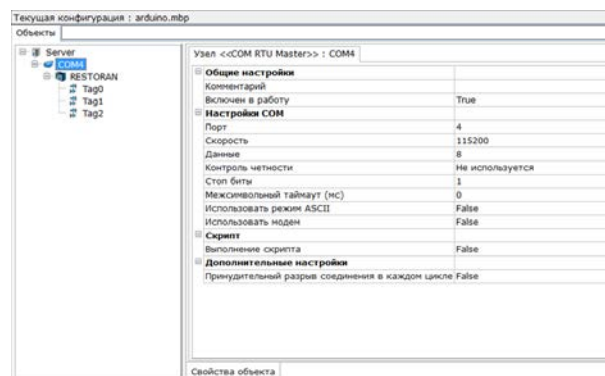 Текущая конфигурация : arduino.mbp
Объекты
Server
COM4
RESTORAN
Tag0
Tag1
Tag2
Узел <<COM RTU Master>> : COM4
Общие настройки
Комментарий
Включен в работу True
Настройки COM
Порт 4
Скорость 115200
Данные 8
Контроль четности Не используется
Стоп биты 1
Межсимвольный таймаут (мс) 0
Использовать режим ASCII False
Использовать модем False
Скрипт
Выполнение скрипта False
Дополнительные настройки
Принудительный разрыв соединения в каждом цикле False
Свойства объекта